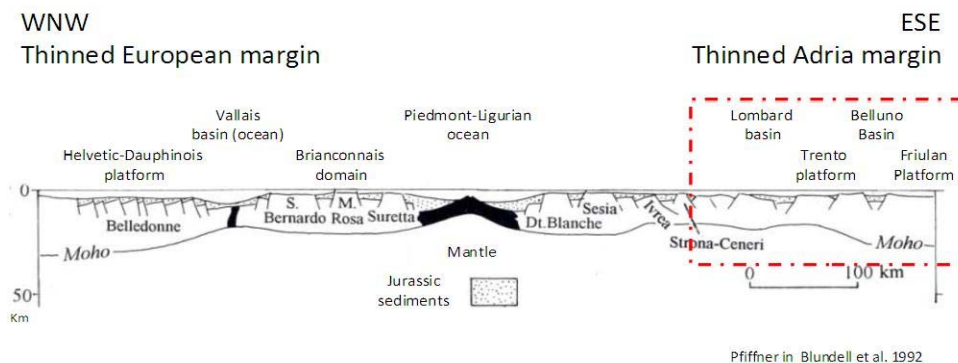 WNW
Thinned European margin
ESE
Thinned Adria margin
Vallais
basin (ocean)
Piedmont-Ligurian
ocean
Lombard
basin
Belluno
Basin
Helvetic-Dauphinois
platform
Brianconnais
domain
Trento
platform
Friulan
Platform
0
S.
Bernardo
M.
Rosa
Suretta
Belledonne
Dt. Blanche
Sesia
Ivrea
Strona-Ceneri
Moho
Mantle
Moho
Jurassic
sediments
0
100 km
50
Km
Pfiffner in Blundell et al. 1992